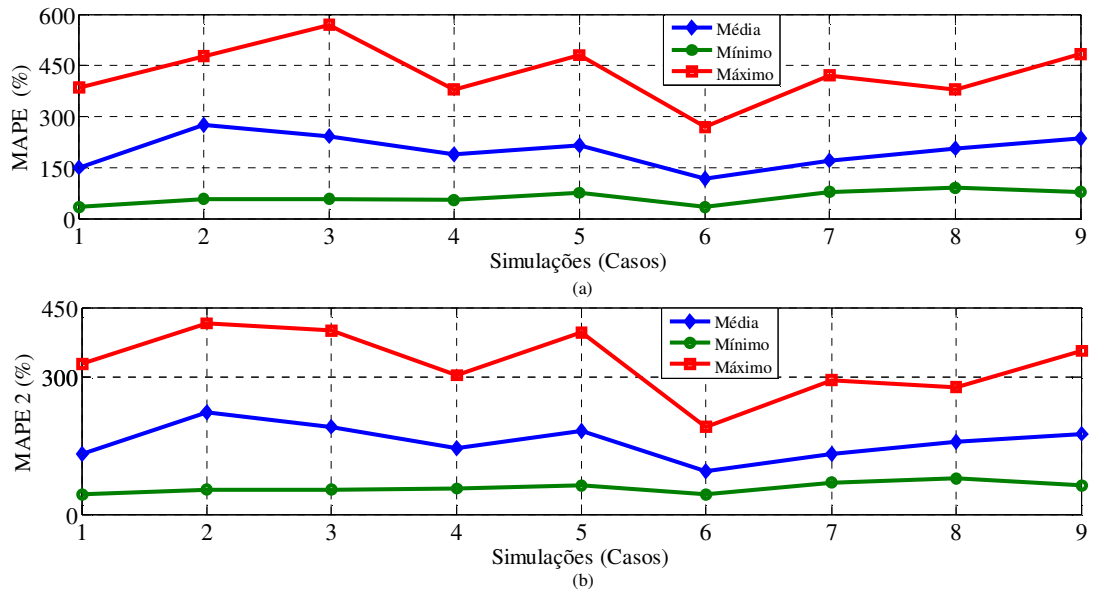 600
450
300
150
0
MAPE (%)
Média
Mínimo
Máximo
1 2 3 4 5 6 7 8 9
Simulações (Casos)
(a)
450
300
0
MAPE 2 (%)
Média
Mínimo
Máximo
1 2 3 4 5 6 7 8 9
Simulações (Casos)
(b)